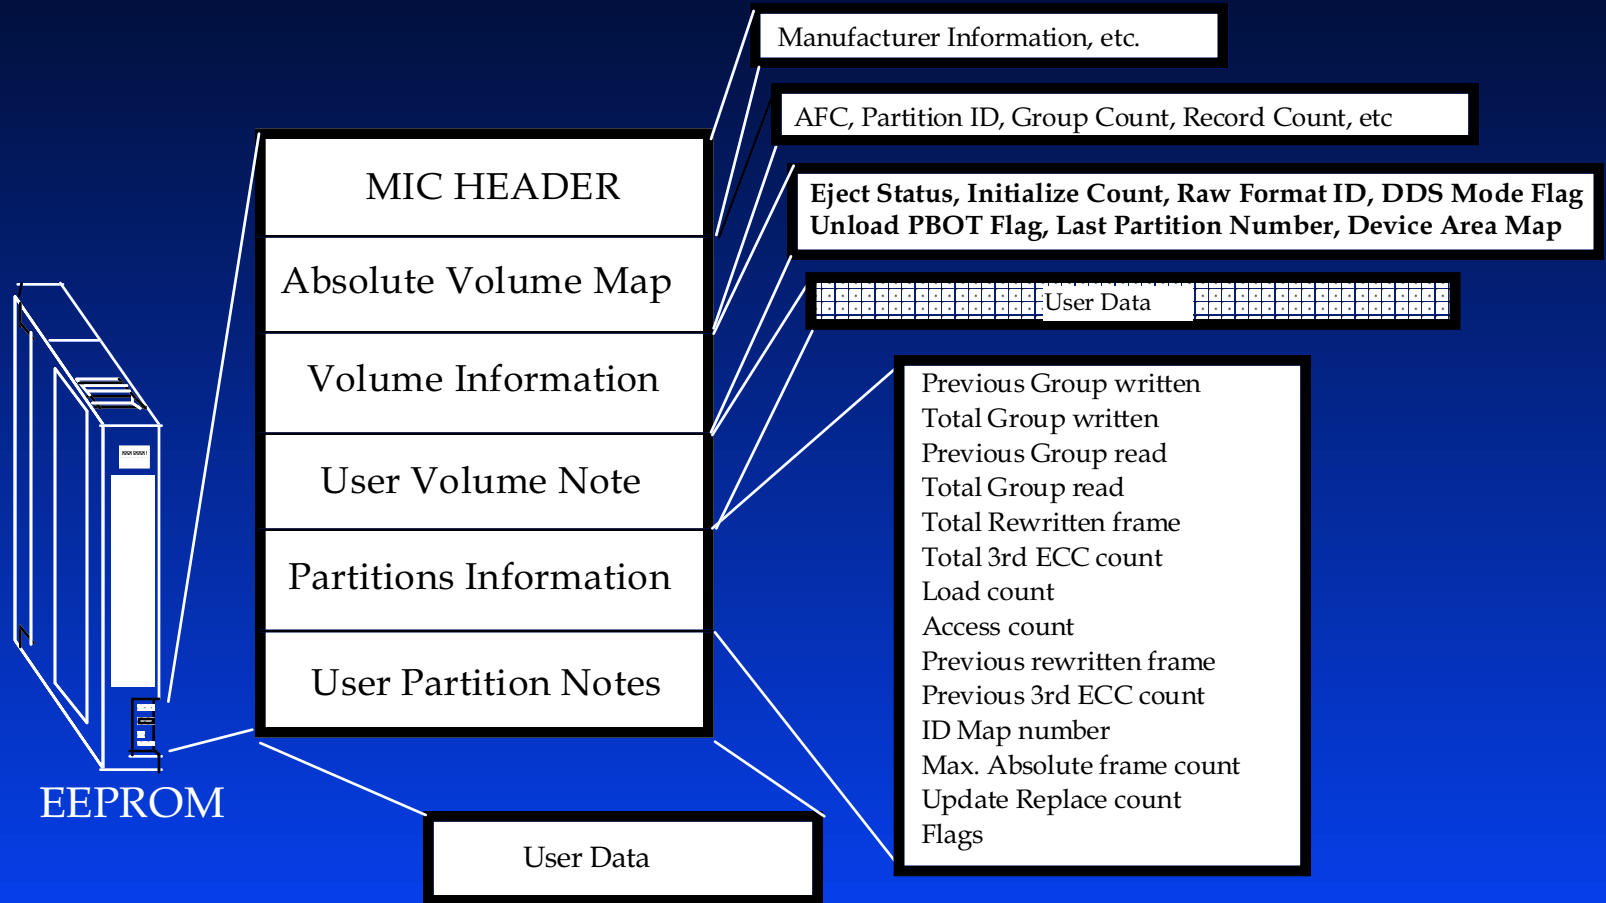 Manufacturer Information, etc.
AFC, Partition ID, Group Count, Record Count, etc
MIC HEADER
Eject Status, Initialize Count, Raw Format ID, DDS Mode Flag
Unload PBOT Flag, Last Partition Number, Device Area Map
Absolute Volume Map
User Data
Volume Information
User Volume Note
Partitions Information
User Partition Notes
Previous Group written
Total Group written
Previous Group read
Total Group read
Total Rewritten frame
Total 3rd ECC count
Load count
Access count
Previous rewritten frame
Previous 3rd ECC count
ID Map number
Max. Absolute frame count
Update Replace count
Flags
EEPROM
User Data